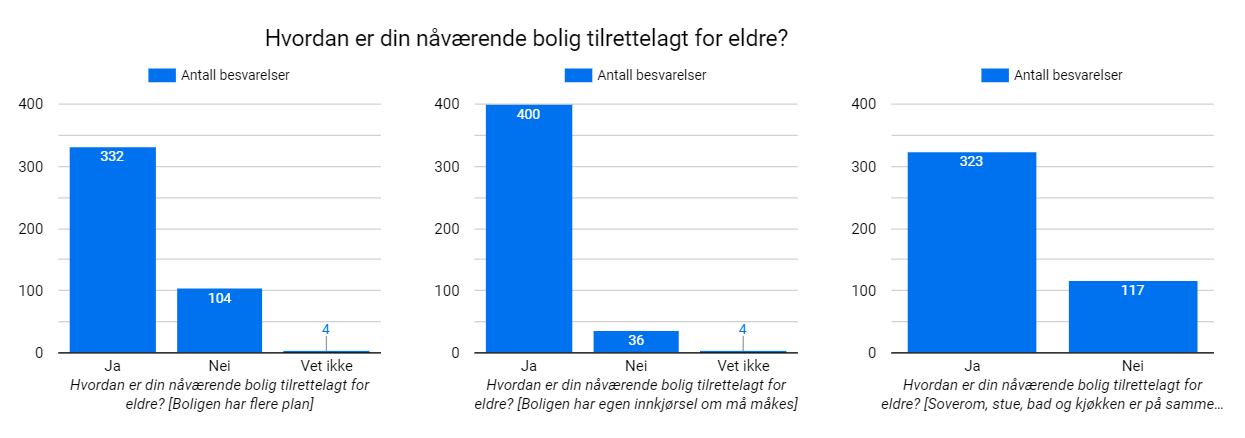 Hvordan er din nåværende bolig tilrettelagt for eldre?
Antall besvarelser
400
300
200
100
0
332
104
4
Ja Nei Vet ikke
Hvordan er din nåværende bolig tilrettelagt for
eldre? [Boligen har flere plan]
Antall besvarelser
400
300
200
100
0
400
36
4
Ja Nei Vet ikke
Hvordan er din nåværende bolig tilrettelagt for
eldre? [Boligen har egen innkjørsel om må måkes]
Antall besvarelser
400
300
200
100
0
323
117
Ja Nei
Hvordan er din nåværende bolig tilrettelagt for
eldre? [Soverom, stue, bad og kjøkken er på samme…